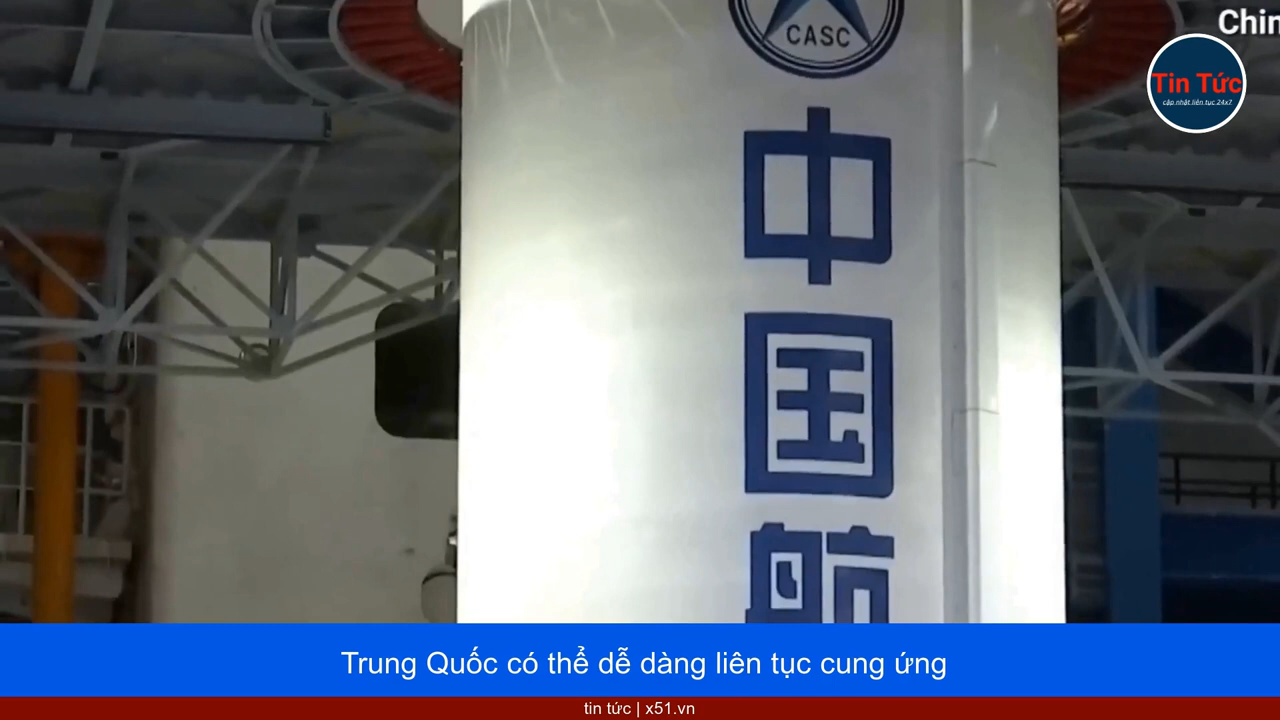 Chin
CASC
Tin Tức
cập nhật liên tục 24x7
中
国
航
Trung Quốc có thể dễ dàng liên tục cung ứng
tin tức | x51.vn